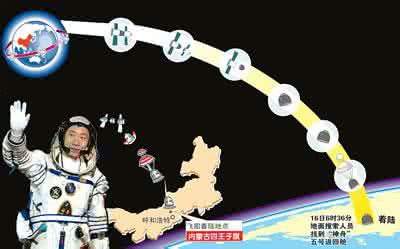 呼和浩特
飞船着陆地点
内蒙古四王子旗
着陆
16日6时36分
地面搜索人员
找到“神舟”
五号返回舱